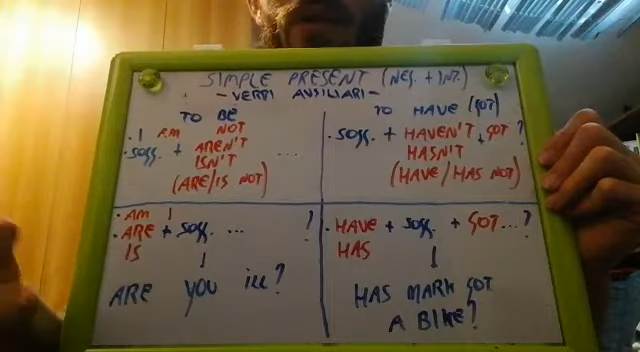 SIMPLE PRESENT (NEG. + INT.)
- VERBI AUSILIARI -
TO BE
. I AM NOT
. SOGG. + AREN'T ...
ISN'T
(ARE/IS NOT)
TO HAVE (GOT)
. SOGG. + HAVEN'T + GOT ?
HASN'T
(HAVE/HAS NOT)
. AM I
. ARE + SOGG. ... ?
IS
ARE YOU ILL?
. HAVE + SOGG. + GOT...?
HAS
HAS MARK GOT
A BIKE?